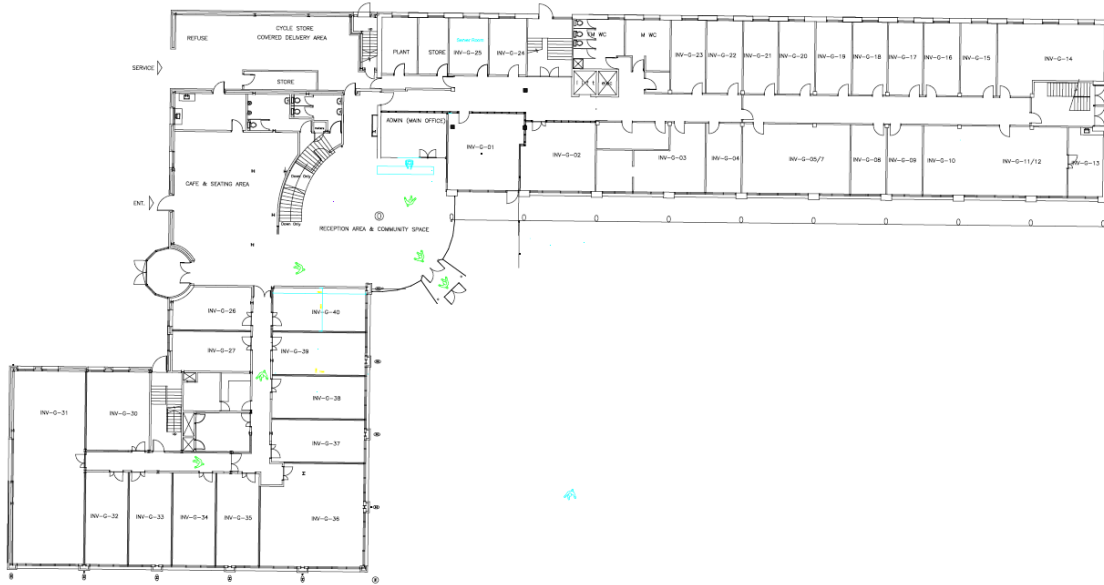 CYCLE STORE
REFUSE
COVERED DELIVERY AREA
SERVICE
STORE
PLANT
STORE
INV-G-25
INV-G-24
M WC
INV-G-23
INV-G-22
INV-G-21
INV-G-20
INV-G-19
INV-G-18
INV-G-17
INV-G-16
INV-G-15
INV-G-14
ADMIN (MAIN OFFICE)
INV-G-01
INV-G-02
INV-G-03
INV-G-04
INV-G-05/7
INV-G-08
INV-G-09
INV-G-10
INV-G-11/12
INV-G-13
CAFE & SEATING AREA
Down Only
ENT.
Down Only
RECEPTION AREA & COMMUNITY SPACE
INV-G-26
INV-G-40
INV-G-27
INV-G-39
INV-G-38
INV-G-31
INV-G-30
INV-G-37
INV-G-32
INV-G-33
INV-G-34
INV-G-35
INV-G-36